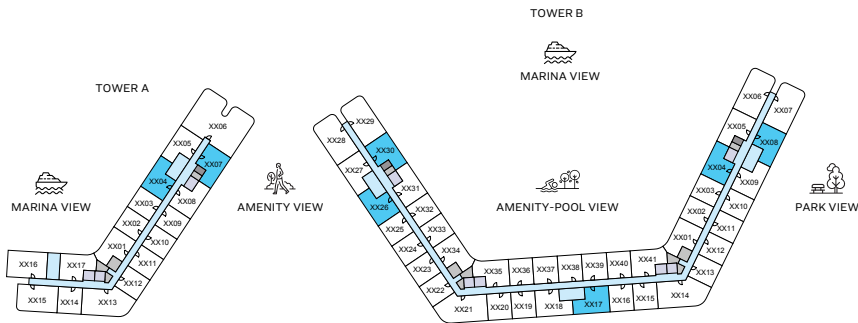 TOWER B
MARINA VIEW
TOWER A
XX06
XX05
XX07
XX04
XX08
XX03
XX09
XX02
XX10
XX01
XX11
XX12
XX16
XX17
XX15
XX14
XX13
MARINA VIEW
AMENITY VIEW
XX29
XX28
XX30
XX27
XX31
XX26
XX32
XX25
XX33
XX24
XX34
XX23
XX22
XX21
XX35
XX36
XX37
XX38
XX39
XX40
XX41
XX20
XX19
XX18
XX17
XX16
XX15
XX14
AMENITY-POOL VIEW
XX06
XX07
XX05
XX08
XX04
XX09
XX03
XX10
XX02
XX11
XX01
XX12
XX13
PARK VIEW